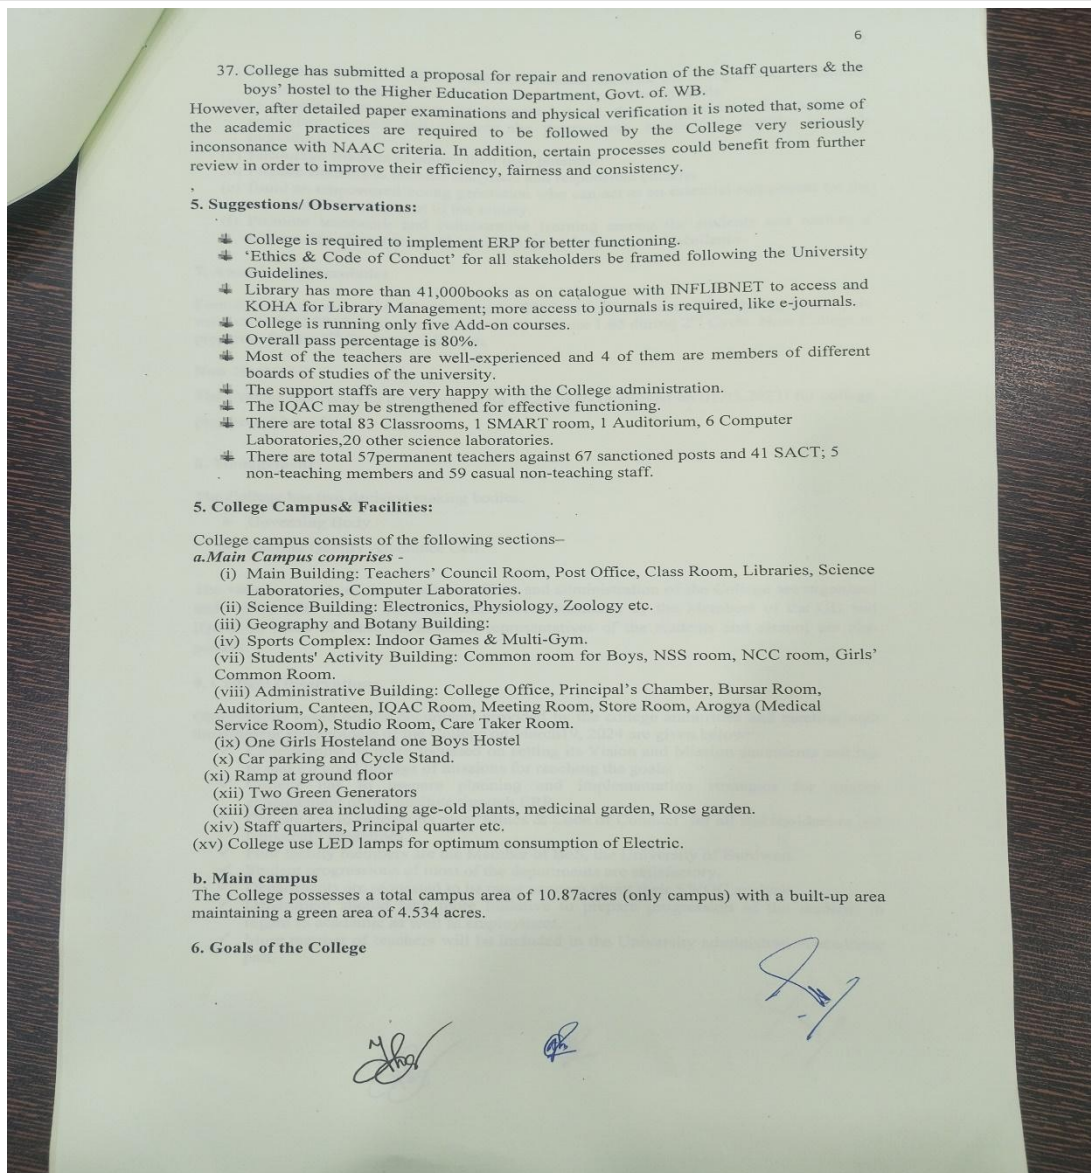 6
37. College has submitted a proposal for repair and renovation of the Staff quarters & the
boys' hostel to the Higher Education Department, Govt. of. WB.
However, after detailed paper examinations and physical verification it is noted that, some of
the academic practices are required to be followed by the College very seriously
inconsonance with NAAC criteria. In addition, certain processes could benefit from further
review in order to improve their efficiency, fairness and consistency.
5. Suggestions/ Observations:
College is required to implement ERP for better functioning.
'Ethics & Code of Conduct' for all stakeholders be framed following the University
Guidelines.
Library has more than 41,000books as on catalogue with INFLIBNET to access and
KOHA for Library Management; more access to journals is required, like e-journals.
College is running only five Add-on courses.
Overall pass percentage is 80%.
Most of the teachers are well-experienced and 4 of them are members of different
boards of studies of the university.
The support staffs are very happy with the College administration.
The IQAC may be strengthened for effective functioning.
There are total 83 Classrooms, 1 SMART room, 1 Auditorium, 6 Computer
Laboratories,20 other science laboratories.
There are total 57permanent teachers against 67 sanctioned posts and 41 SACT; 5
non-teaching members and 59 casual non-teaching staff.
5. College Campus& Facilities:
College campus consists of the following sections–
a.Main Campus comprises -
(i) Main Building: Teachers' Council Room, Post Office, Class Room, Libraries, Science
Laboratories, Computer Laboratories.
(ii) Science Building: Electronics, Physiology, Zoology etc.
(iii) Geography and Botany Building:
(iv) Sports Complex: Indoor Games & Multi-Gym.
(vii) Students' Activity Building: Common room for Boys, NSS room, NCC room, Girls'
Common Room.
(viii) Administrative Building: College Office, Principal's Chamber, Bursar Room,
Auditorium, Canteen, IQAC Room, Meeting Room, Store Room, Arogya (Medical
Service Room), Studio Room, Care Taker Room.
(ix) One Girls Hosteland one Boys Hostel
(x) Car parking and Cycle Stand.
(xi) Ramp at ground floor
(xii) Two Green Generators
(xiii) Green area including age-old plants, medicinal garden, Rose garden.
(xiv) Staff quarters, Principal quarter etc.
(xv) College use LED lamps for optimum consumption of Electric.
b. Main campus
The College possesses a total campus area of 10.87acres (only campus) with a built-up area
maintaining a green area of 4.534 acres.
6. Goals of the College